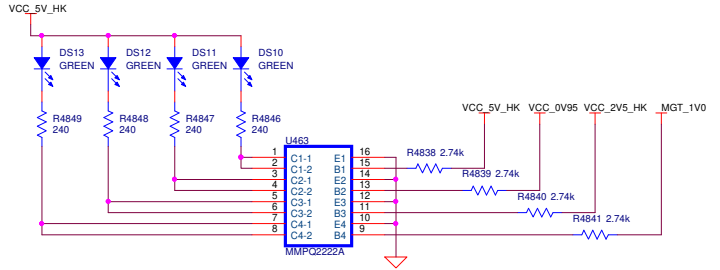 VCC_5V_HK
DS13 GREEN
DS12 GREEN
DS11 GREEN
DS10 GREEN
R4849 240
R4848 240
R4847 240
R4846 240
VCC_5V_HK VCC_0V95 VCC_2V5_HK MGT_1V0
U463
1 C1-1 E1 16
2 C1-2 B1 15 R4838 2.74k
3 C2-1 E2 14
4 C2-2 B2 13 R4839 2.74k
5 C3-1 E3 12
6 C3-2 B3 11 R4840 2.74k
7 C4-1 E4 10
8 C4-2 B4 9 R4841 2.74k
MMPQ2222A